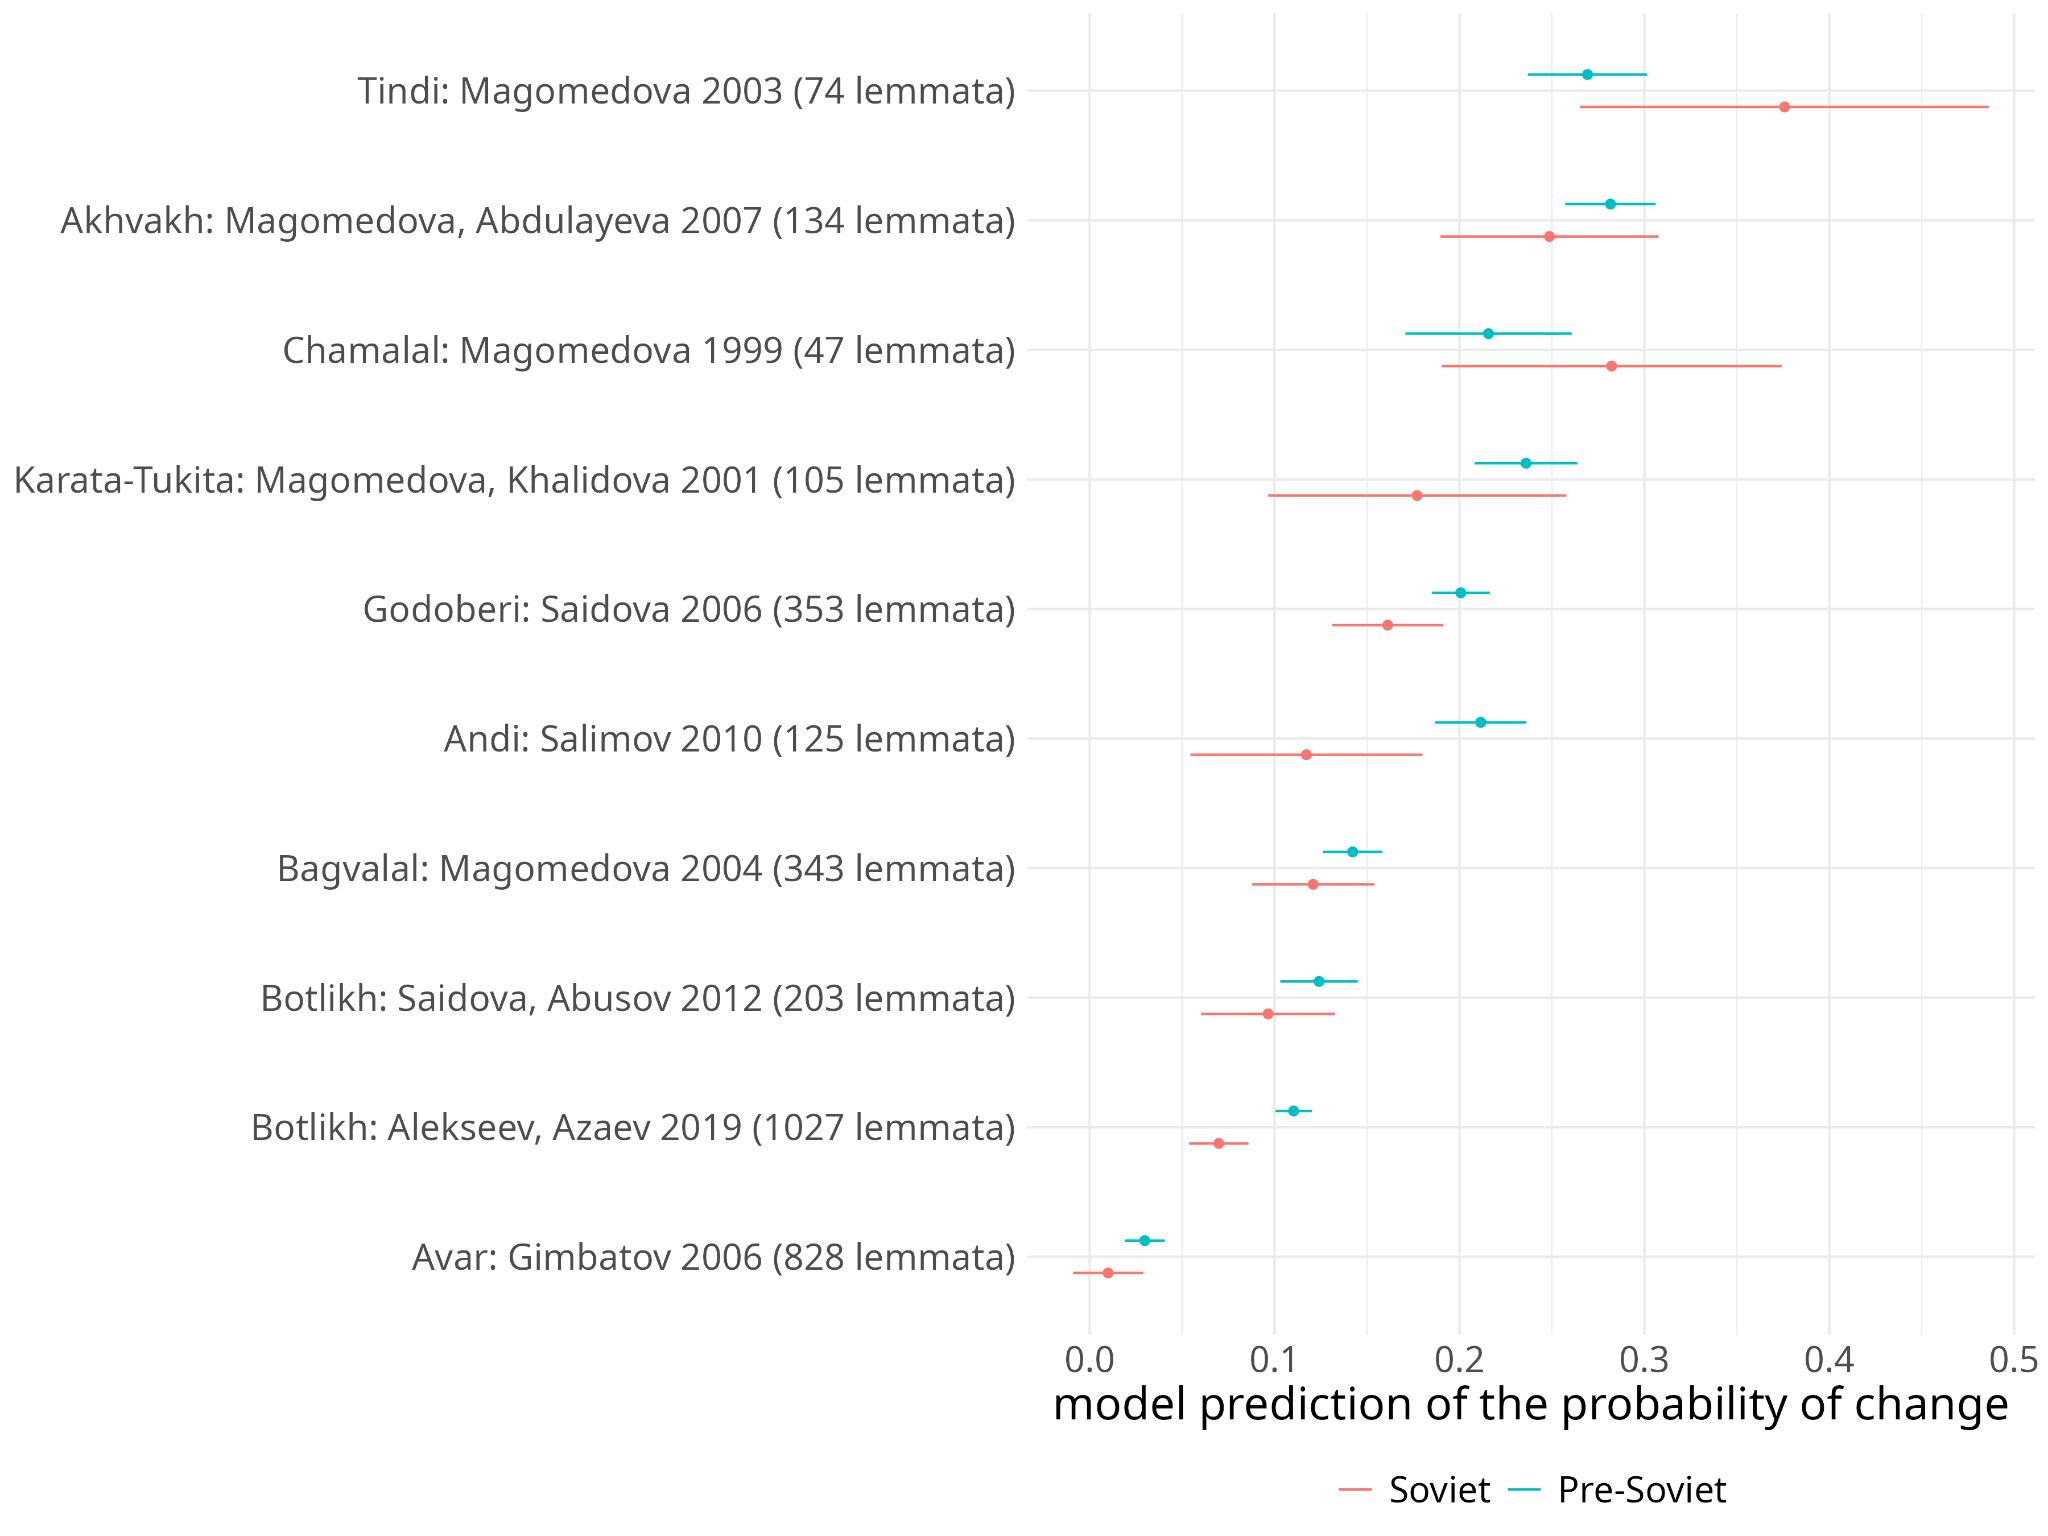 Tindi: Magomedova 2003 (74 lemmata)
Akhvakh: Magomedova, Abdulayeva 2007 (134 lemmata)
Chamalal: Magomedova 1999 (47 lemmata)
Karata-Tukita: Magomedova, Khalidova 2001 (105 lemmata)
Godoberi: Saidova 2006 (353 lemmata)
Andi: Salimov 2010 (125 lemmata)
Bagvalal: Magomedova 2004 (343 lemmata)
Botlikh: Saidova, Abusov 2012 (203 lemmata)
Botlikh: Alekseev, Azaev 2019 (1027 lemmata)
Avar: Gimbatov 2006 (828 lemmata)
0.0 0.1 0.2 0.3 0.4 0.5
model prediction of the probability of change
Soviet Pre-Soviet